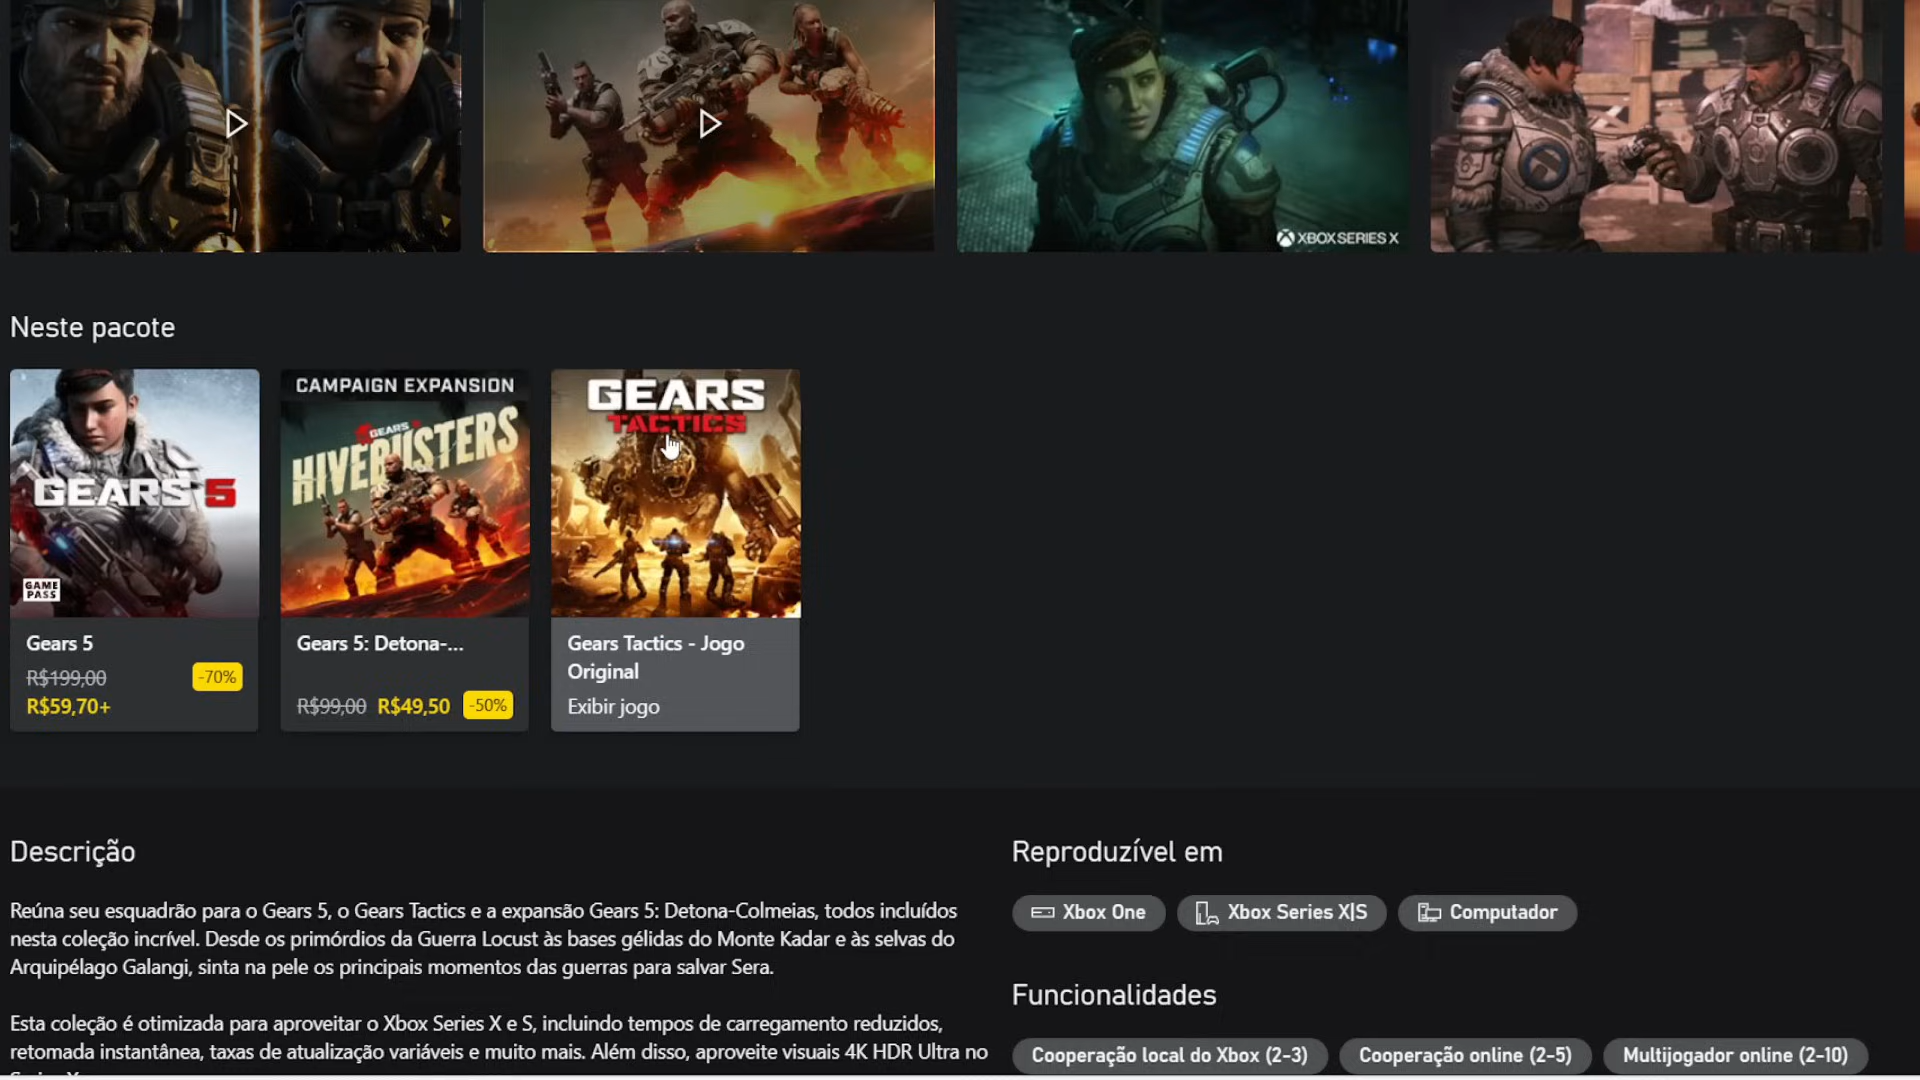 XBOX SERIES X
Neste pacote
GEARS 5
GAME PASS
CAMPAIGN EXPANSION
GEARS 5
HIVEBUSTERS
GEARS
TACTICS
Gears 5
R$199,00
-70%
R$59,70+
Gears 5: Detona-...
R$99,00 R$49,50 -50%
Gears Tactics - Jogo
Original
Exibir jogo
Descrição
Reúna seu esquadrão para o Gears 5, o Gears Tactics e a expansão Gears 5: Detona-Colmeias, todos incluídos
nesta coleção incrível. Desde os primórdios da Guerra Locust às bases gélidas do Monte Kadar e às selvas do
Arquipélago Galangi, sinta na pele os principais momentos das guerras para salvar Sera.
Esta coleção é otimizada para aproveitar o Xbox Series X e S, incluindo tempos de carregamento reduzidos,
retomada instantânea, taxas de atualização variáveis e muito mais. Além disso, aproveite visuais 4K HDR Ultra no
Reproduzível em
Xbox One
Xbox Series X|S
Computador
Funcionalidades
Cooperação local do Xbox (2-3)
Cooperação online (2-5)
Multijogador online (2-10)